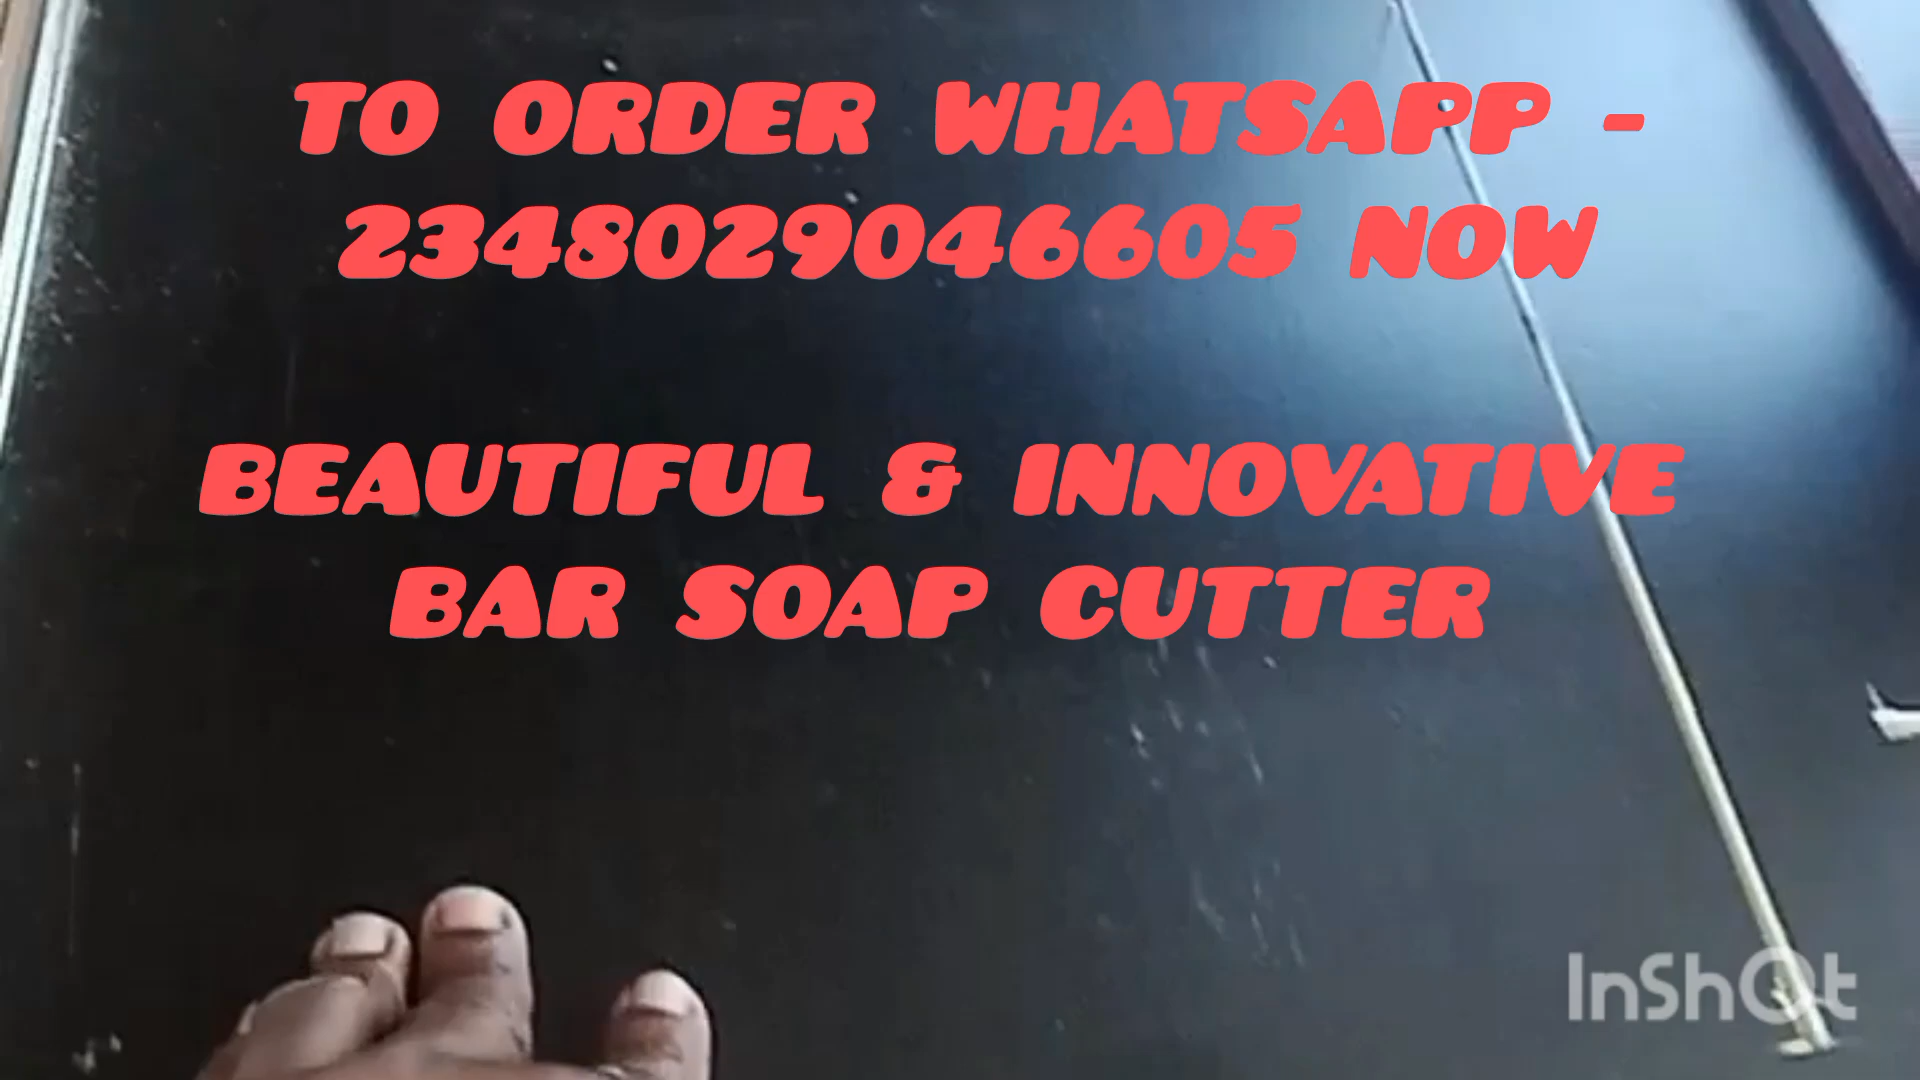 TO ORDER WHATSAPP -
2348029046605 NOW
BEAUTIFUL & INNOVATIVE
BAR SOAP CUTTER
InShOt